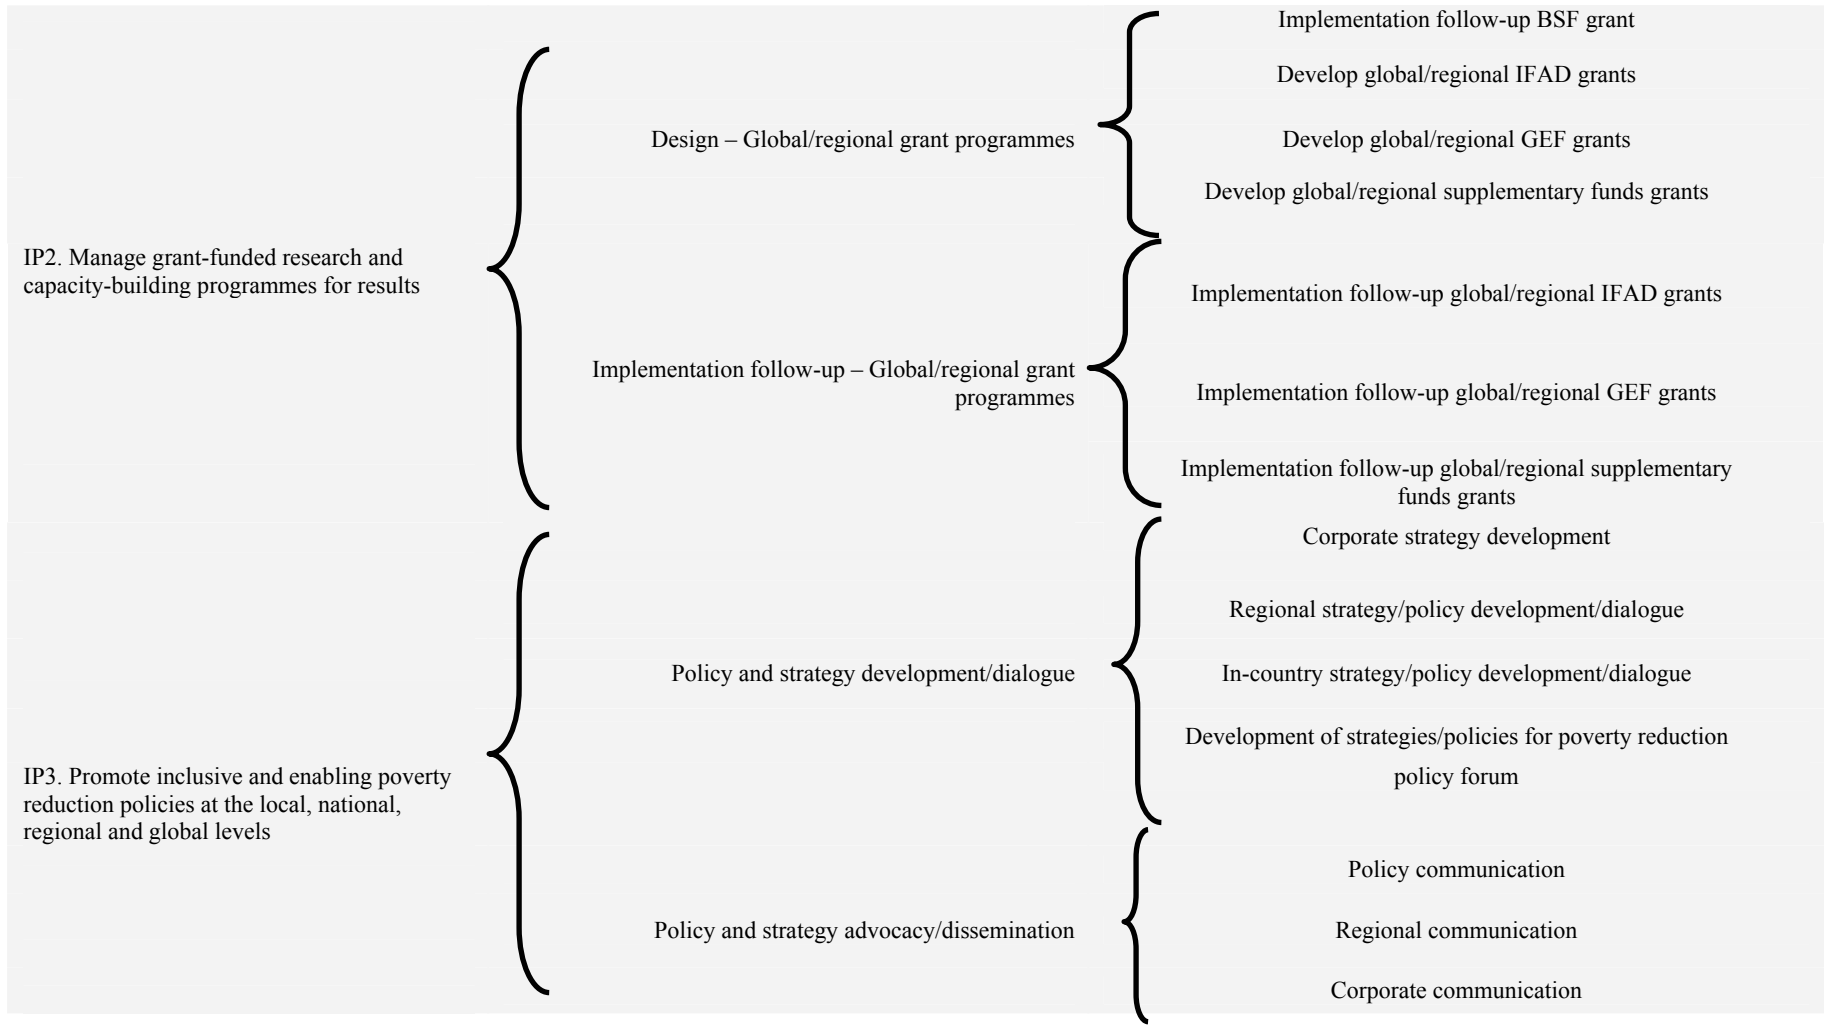 IP2. Manage grant-funded research and
capacity-building programmes for results
Design – Global/regional grant programmes
Implementation follow-up BSF grant
Develop global/regional IFAD grants
Develop global/regional GEF grants
Develop global/regional supplementary funds grants
Implementation follow-up – Global/regional grant
programmes
Implementation follow-up global/regional IFAD grants
Implementation follow-up global/regional GEF grants
Implementation follow-up global/regional supplementary
funds grants
IP3. Promote inclusive and enabling poverty
reduction policies at the local, national,
regional and global levels
Policy and strategy development/dialogue
Corporate strategy development
Regional strategy/policy development/dialogue
In-country strategy/policy development/dialogue
Development of strategies/policies for poverty reduction
policy forum
Policy and strategy advocacy/dissemination
Policy communication
Regional communication
Corporate communication